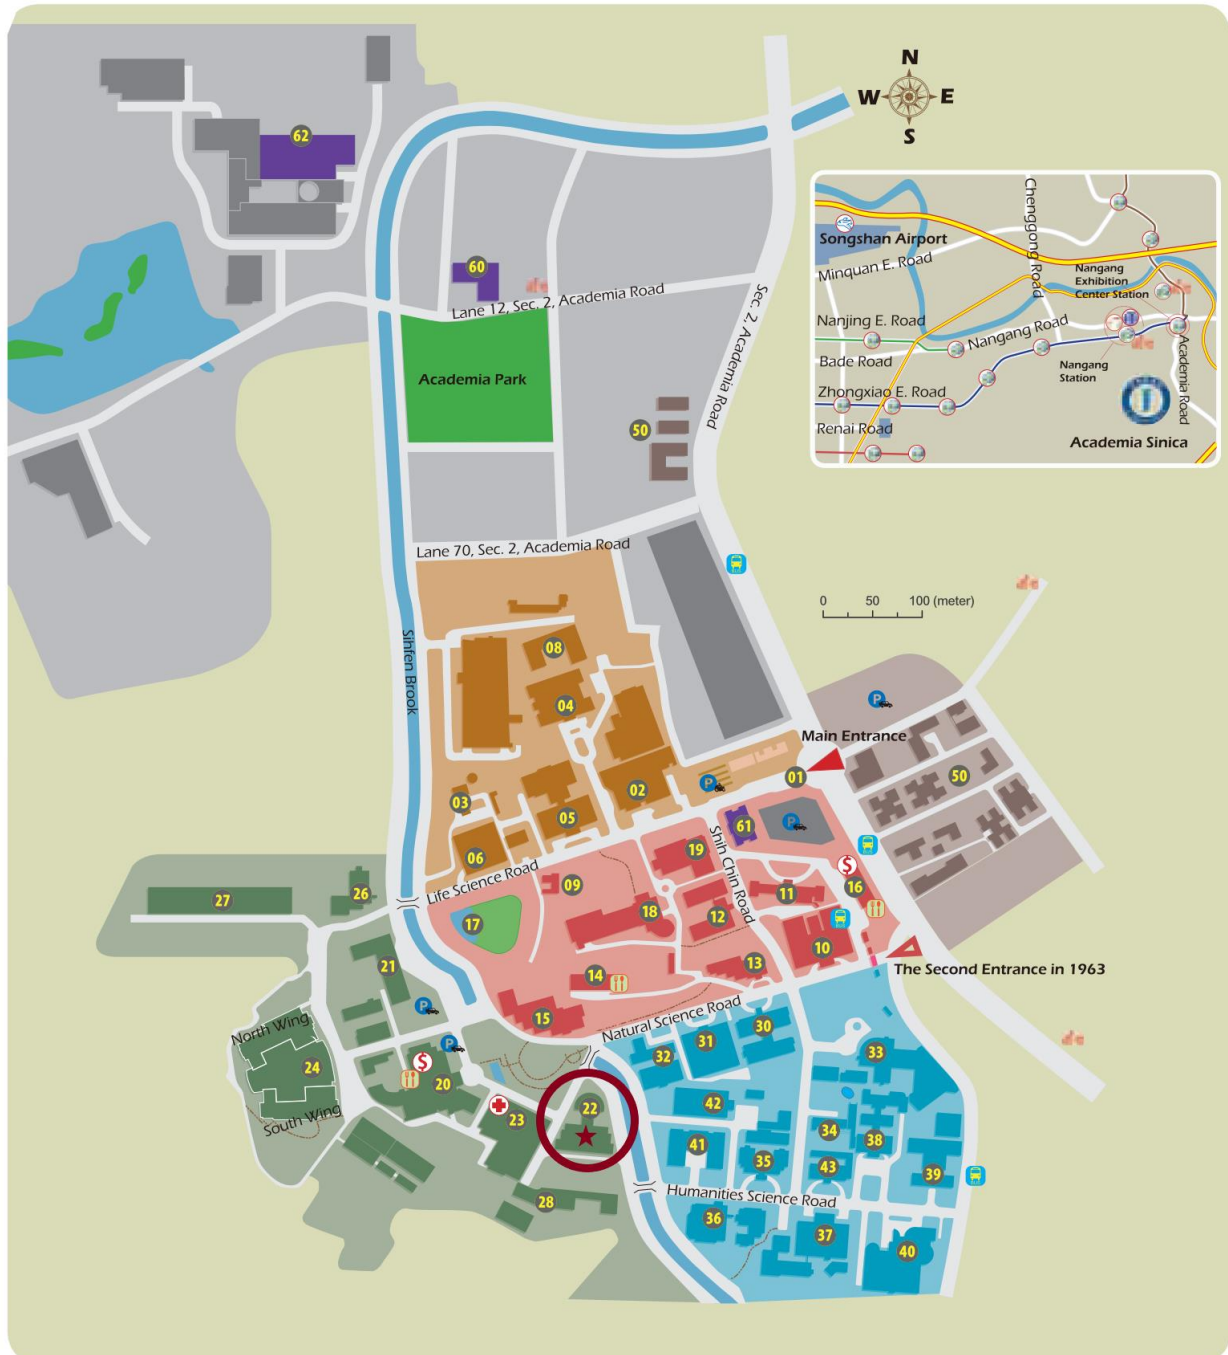 N
W E
S
62
Songshan Airport
Minquan E. Road
Chenggong Road
Nangang
Exhibition
Center Station
Nanjing E. Road
Nangang Road
Bade Road
Nangang
Station
Academia Road
Zhongxiao E. Road
Renai Road
Academia Sinica
60
Lane 12, Sec. 2, Academia Road
Sec. 2, Academia Road
Academia Park
50
Lane 70, Sec. 2, Academia Road
0 50 100 (meter)
Sihfen Brook
08
04
P
Main Entrance
01
50
03
02
P
05
61
P
06
19
Shih Chin Road
Life Science Road
09
11
$
16
27
26
17
18
12
10
21
14
13
The Second Entrance in 1963
P
15
Natural Science Road
30
North Wing
24
P
$
20
32
31
33
South Wing
23
22
42
34
38
41
35
43
39
28
Humanities Science Road
36
37
40